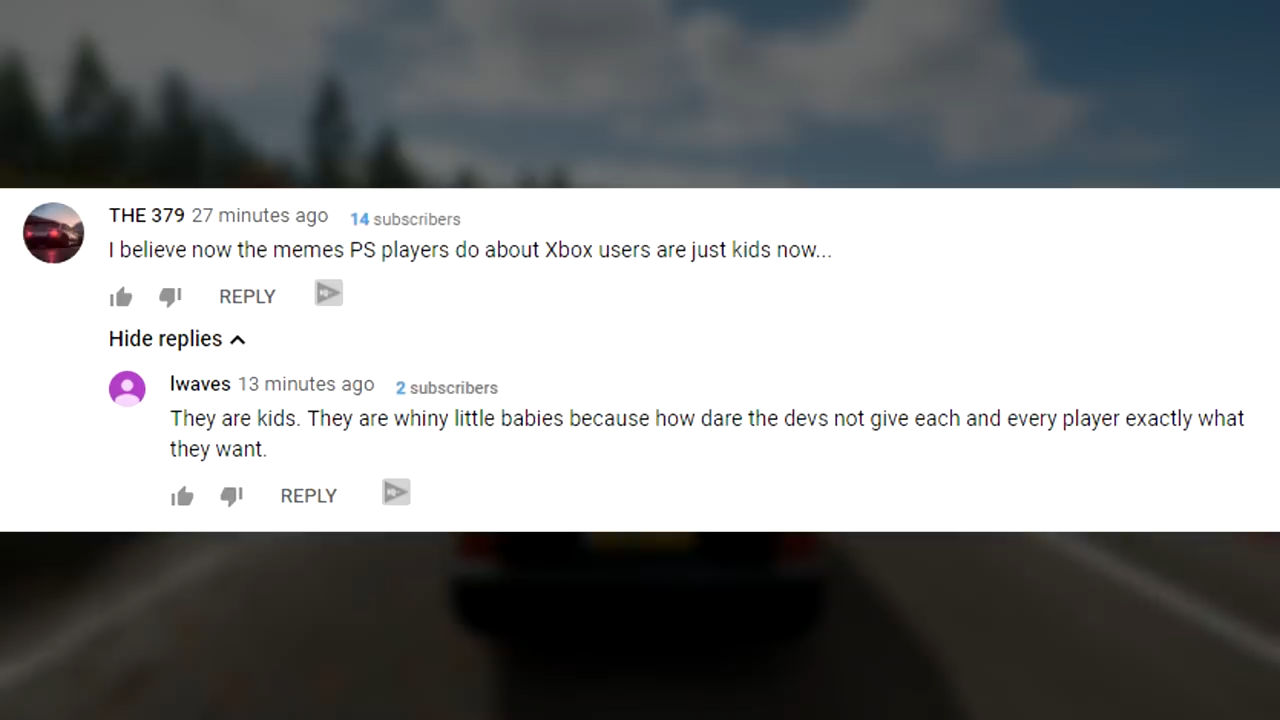 THE 379 27 minutes ago 14 subscribers
I believe now the memes PS players do about Xbox users are just kids now...
REPLY
Hide replies
lwaves 13 minutes ago 2 subscribers
They are kids. They are whiny little babies because how dare the devs not give each and every player exactly what
they want.
REPLY